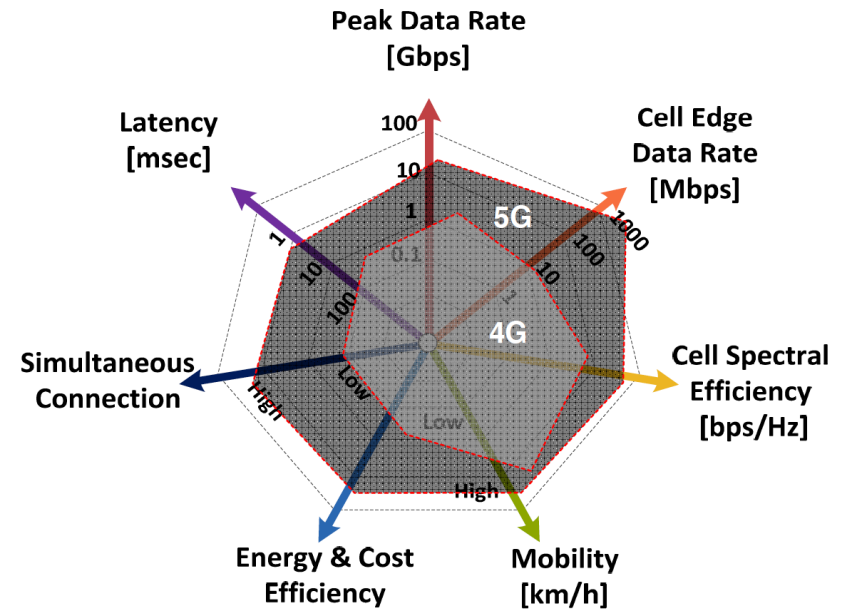 Peak Data Rate
[Gbps]
Latency
[msec]
Cell Edge
Data Rate
[Mbps]
100
10
1
0.1
5G
1000
100
10
1
1
10
100
4G
Simultaneous
Connection
High
Low
Cell Spectral
Efficiency
[bps/Hz]
Low
High
Energy & Cost
Efficiency
Mobility
[km/h]